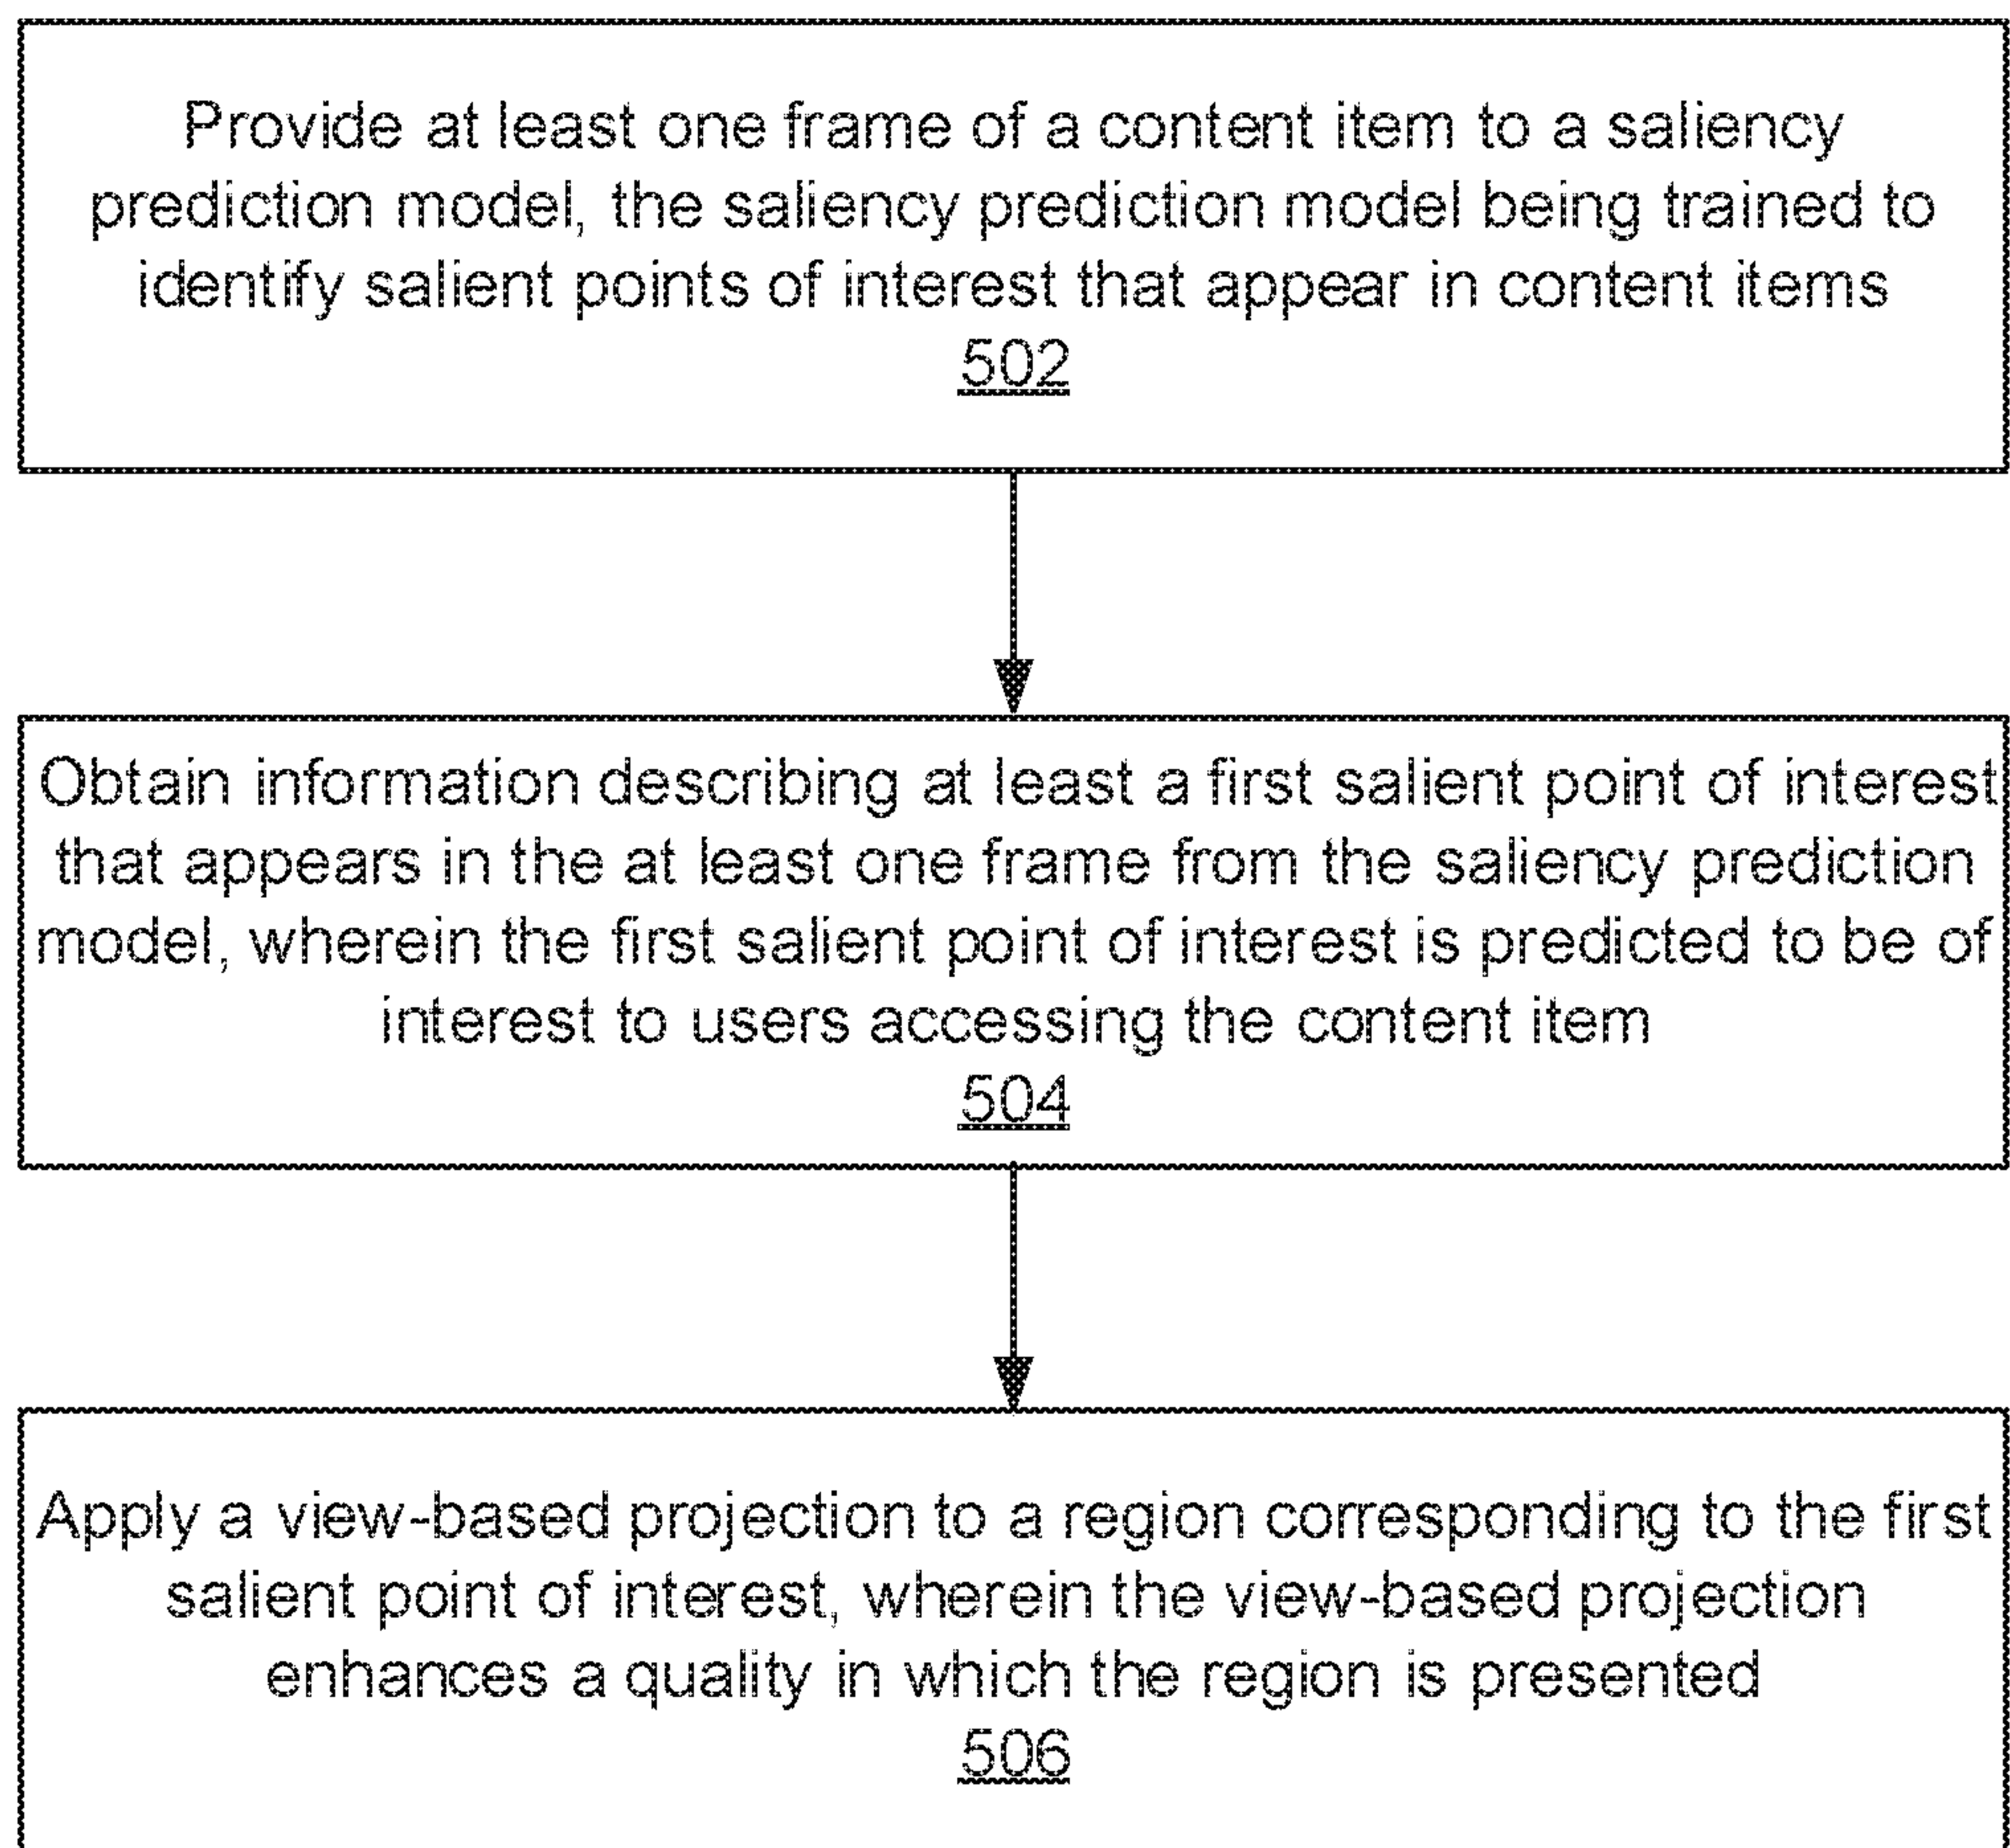 Provide at least one frame of a content item to a saliency
prediction model, the saliency prediction model being trained to
identify salient points of interest that appear in content items
502
Obtain information describing at least a first salient point of interest
that appears in the at least one frame from the saliency prediction
model, wherein the first salient point of interest is predicted to be of
interest to users accessing the content item
504
Apply a view-based projection to a region corresponding to the first
salient point of interest, wherein the view-based projection
enhances a quality in which the region is presented
506